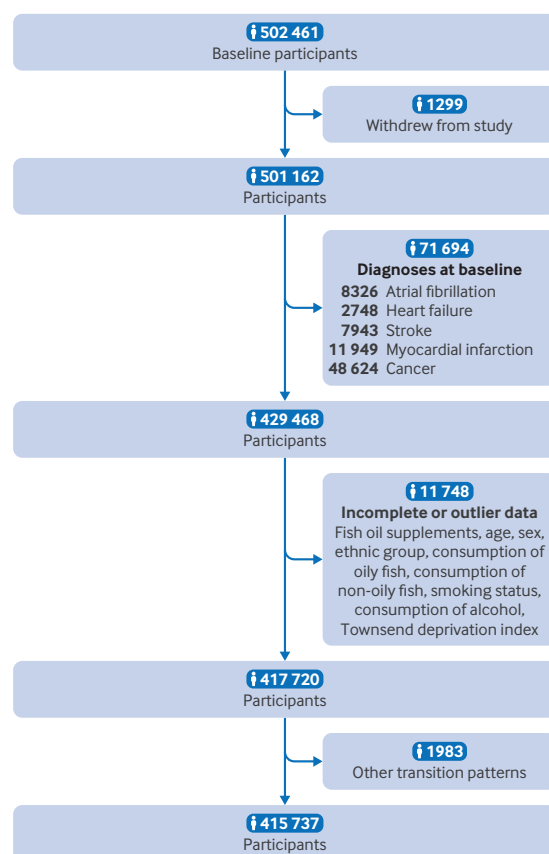 502 461
Baseline participants
1299
Withdrew from study
501 162
Participants
71 694
Diagnoses at baseline
8326 Atrial fibrillation
2748 Heart failure
7943 Stroke
11 949 Myocardial infarction
48 624 Cancer
429 468
Participants
11 748
Incomplete or outlier data
Fish oil supplements, age, sex,
ethnic group, consumption of
oily fish, consumption of
non-oily fish, smoking status,
consumption of alcohol,
Townsend deprivation index
417 720
Participants
1983
Other transition patterns
415 737
Participants